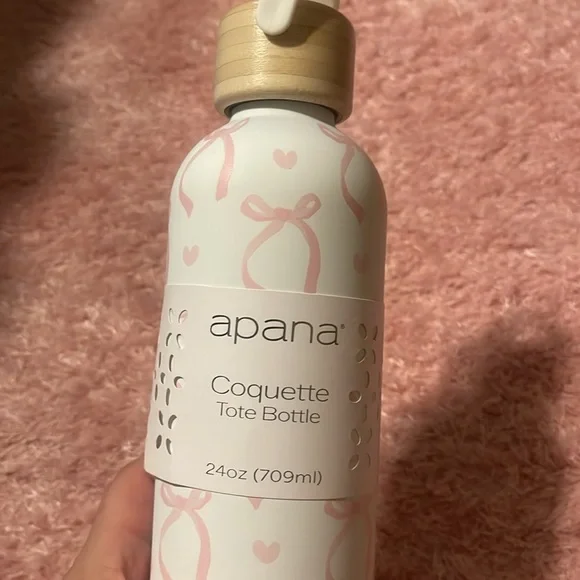 apana®
Coquette
Tote Bottle
24oz (709ml)